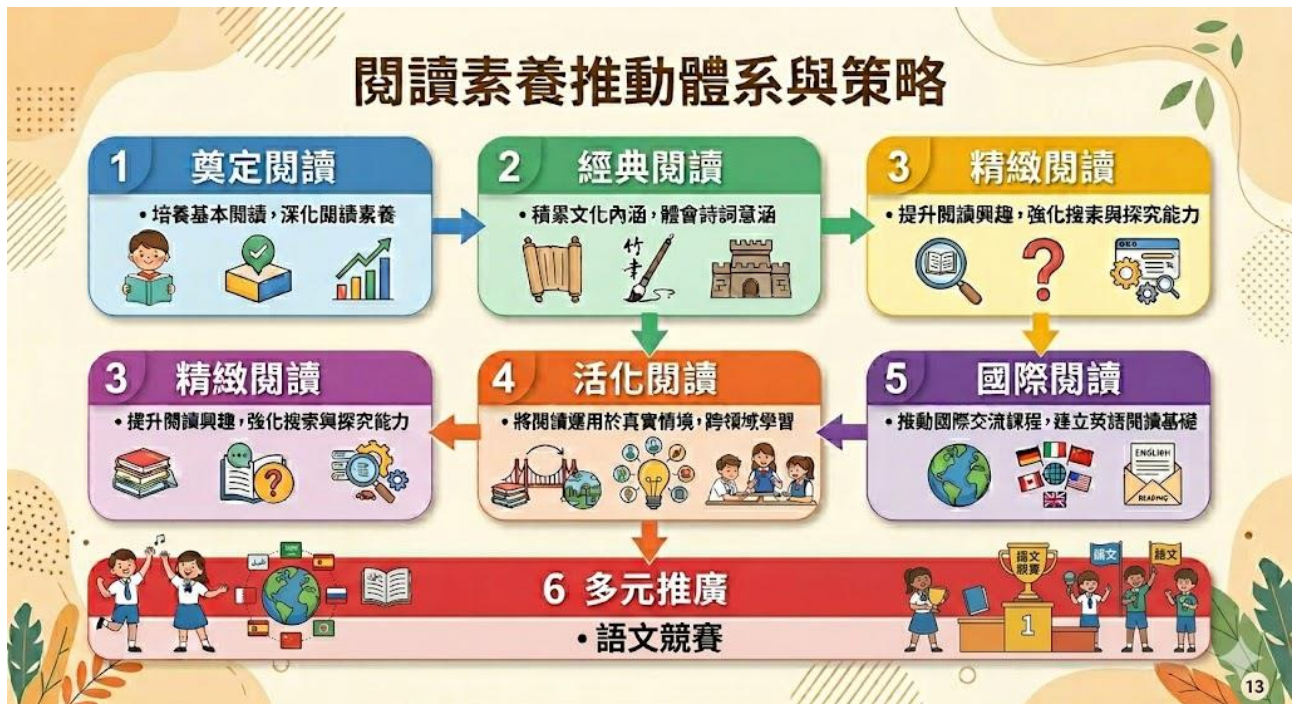 閱讀素養推動體系與策略
1 奠定閱讀
• 培養基本閱讀，深化閱讀素養
2 經典閱讀
• 積累文化內涵，體會詩詞意涵
竹
3 精緻閱讀
• 提升閱讀興趣，強化搜索與探究能力
?
3 精緻閱讀
• 提升閱讀興趣，強化搜索與探究能力
?
4 活化閱讀
• 將閱讀運用於真實情境，跨領域學習
5 國際閱讀
• 推動國際交流課程，建立英語閱讀基礎
ENGLIH
READING
6 多元推廣
• 語文競賽
競賽
1
語文
13